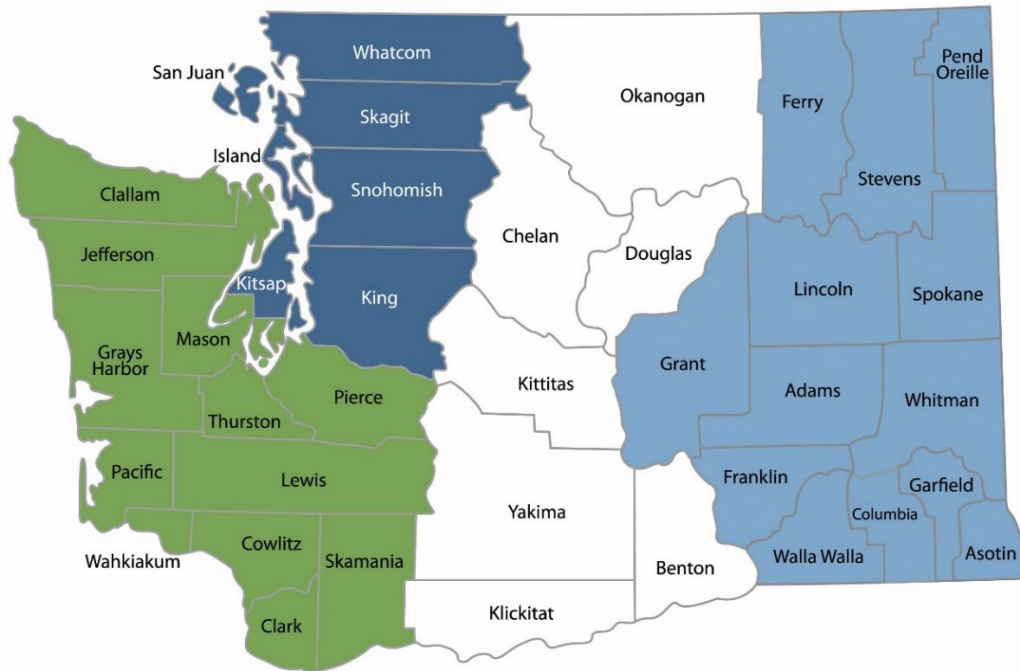 Whatcom
San Juan
Skagit
Island
Snohomish
Clallam
Jefferson
Kitsap
King
Mason
Grays
Harbor
Thurston
Pierce
Pacific
Lewis
Wahkiakum
Cowlitz
Skamania
Clark
Okanogan
Chelan
Douglas
Kittitas
Yakima
Klickitat
Benton
Ferry
Stevens
Pend
Oreille
Lincoln
Spokane
Grant
Adams
Whitman
Franklin
Walla Walla
Columbia
Garfield
Asotin